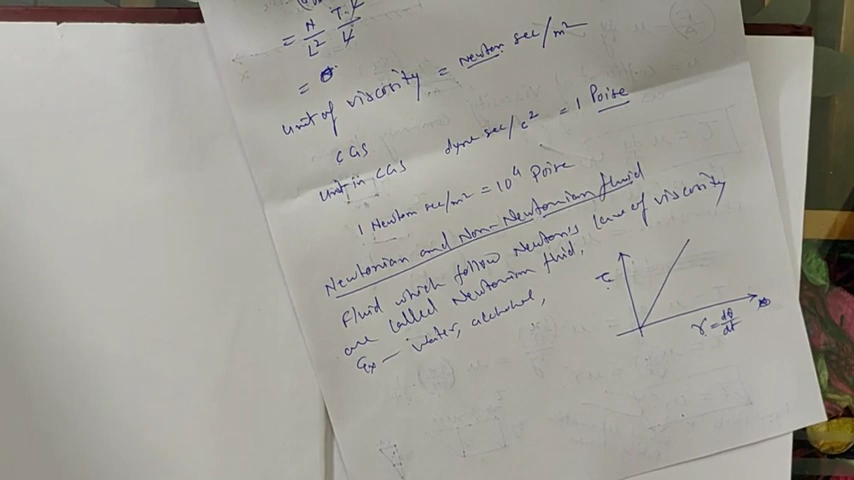 = N/L² T.L/L
=
Unit of viscosity = Newton sec/m²
CGS
Unit in CGS dyne sec/c² = 1 Poise
1 Newton sec/m² = 10⁴ Poise
Newtonian and Non-Newtonian fluid
Fluid which follow Newton's law of viscosity
are called Newtonian fluid.
Ex — Water, alcohol,
τ
γ = dθ/dt